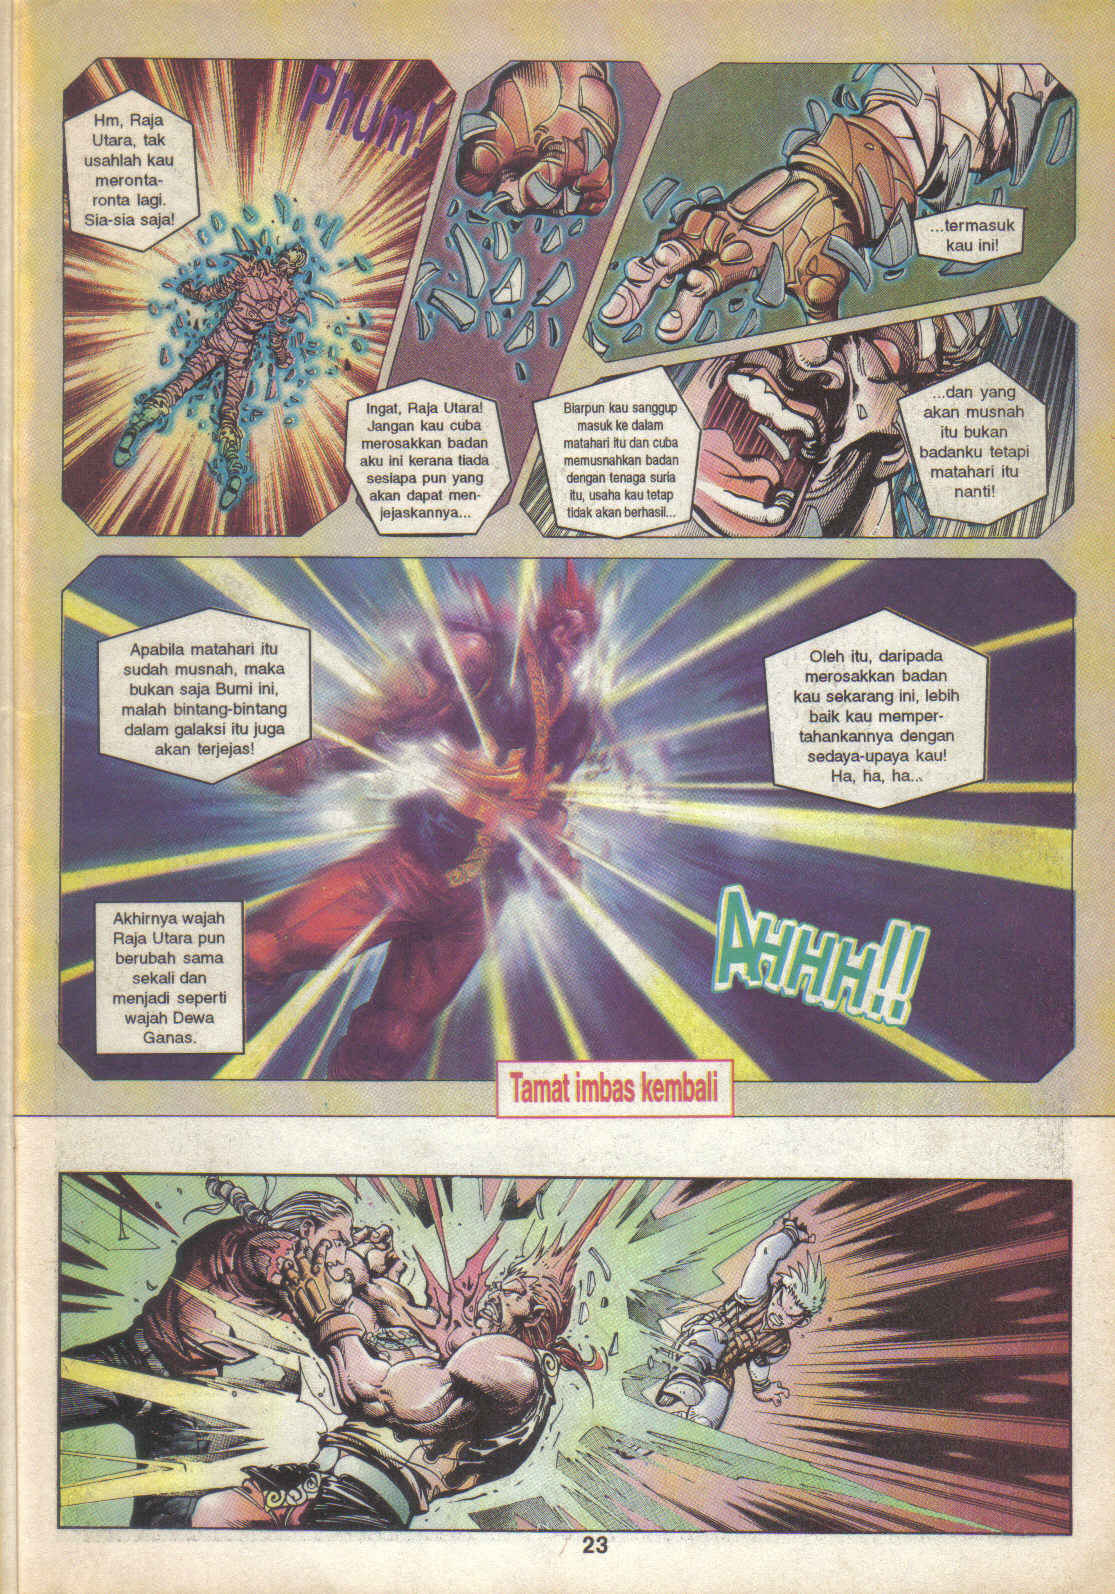 Hm, Raja
Utara, tak
usahlah kau
meronta-
ronta lagi.
Sia-sia saja!
Phum!
Ingat, Raja Utara!
Jangan kau cuba
merosakkan badan
aku ini kerana tiada
sesiapa pun yang
akan dapat men-
jejaskannya...
...termasuk
kau ini!
Biarpun kau sanggup
masuk ke dalam
matahari itu dan cuba
memusnahkan badan
dengan tenaga suria
itu, usaha kau tetap
tidak akan berhasil...
...dan yang
akan musnah
itu bukan
badanku tetapi
matahari itu
nanti!
Apabila matahari itu
sudah musnah, maka
bukan saja Bumi ini,
malah bintang-bintang
dalam galaksi itu juga
akan terjejas!
Oleh itu, daripada
merosakkan badan
kau sekarang ini, lebih
baik kau memper-
tahankannya dengan
sedaya-upaya kau!
Ha, ha, ha...
AHHH!!
Akhirnya wajah
Raja Utara pun
berubah sama
sekali dan
menjadi seperti
wajah Dewa
Ganas.
Tamat imbas kembali
23